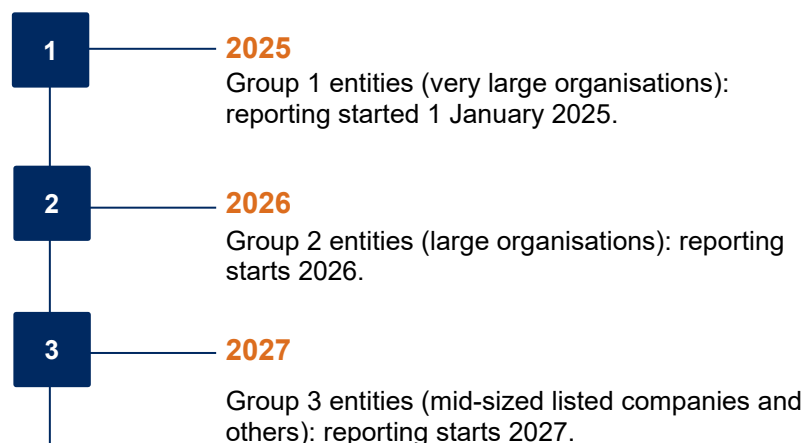 1
2025
Group 1 entities (very large organisations):
reporting started 1 January 2025.
2
2026
Group 2 entities (large organisations): reporting
starts 2026.
3
2027
Group 3 entities (mid-sized listed companies and
others): reporting starts 2027.